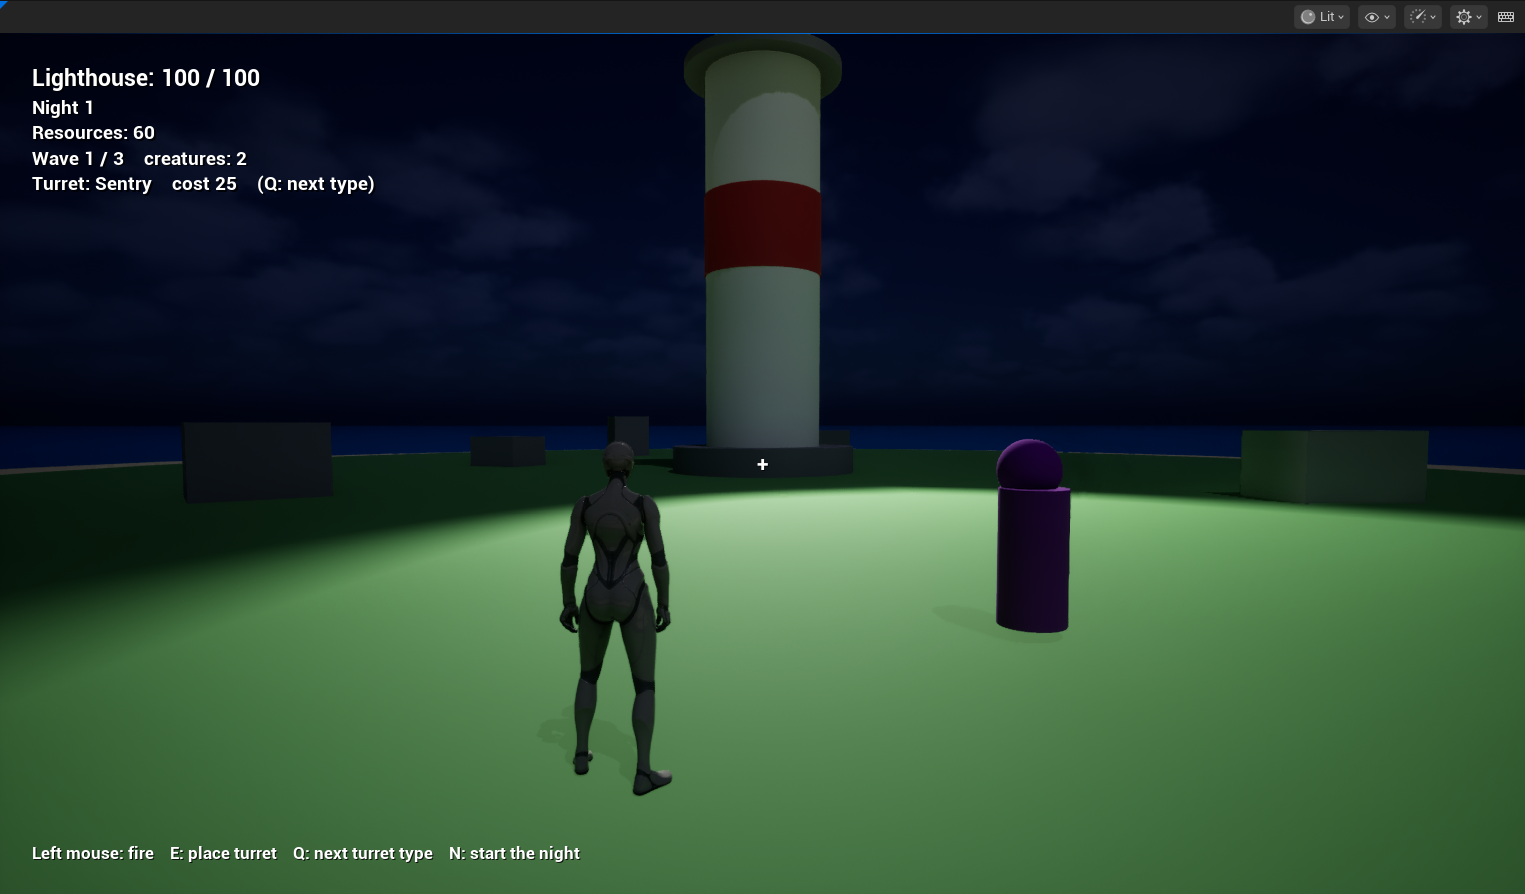 Lit
Lighthouse: 100 / 100
Night 1
Resources: 60
Wave 1 / 3 creatures: 2
Turret: Sentry cost 25 (Q: next type)
+
Left mouse: fire E: place turret Q: next turret type N: start the night